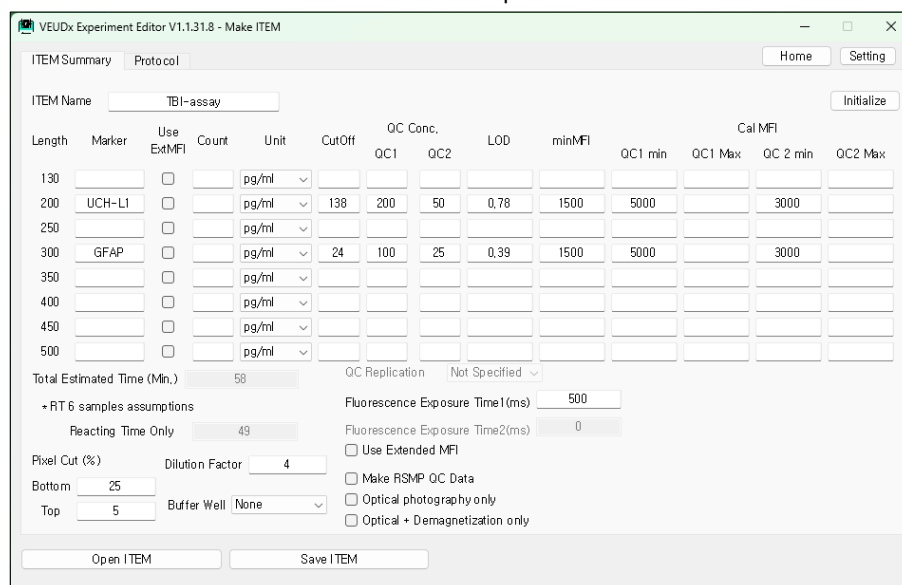 VEUDx Experiment Editor V1.1.31.8 - Make ITEM
ITEM Summary Protocol Home Setting
ITEM Name TBI-assay Initialize
Length Marker Use ExtMFI Count Unit CutOff QC Conc. QC1 QC2 LOD minMFI Cal MFI QC1 min QC1 Max QC 2 min QC2 Max
130 pg/ml
200 UCH-L1 pg/ml 138 200 50 0.78 1500 5000 3000
250 pg/ml
300 GFAP pg/ml 24 100 25 0.39 1500 5000 3000
350 pg/ml
400 pg/ml
450 pg/ml
500 pg/ml
Total Estimated Time (Min.) 58 QC Replication Not Specified
*RT 6 samples assumptions Fluorescence Exposure Time1(ms) 500
Reacting Time Only 49 Fluorescence Exposure Time2(ms) 0
Use Extended MFI
Pixel Cut (%) Dilution Factor 4
Make RSMP QC Data
Bottom 25
Optical photography only
Top 5 Buffer Well None
Optical + Demagnetization only
Open ITEM Save ITEM